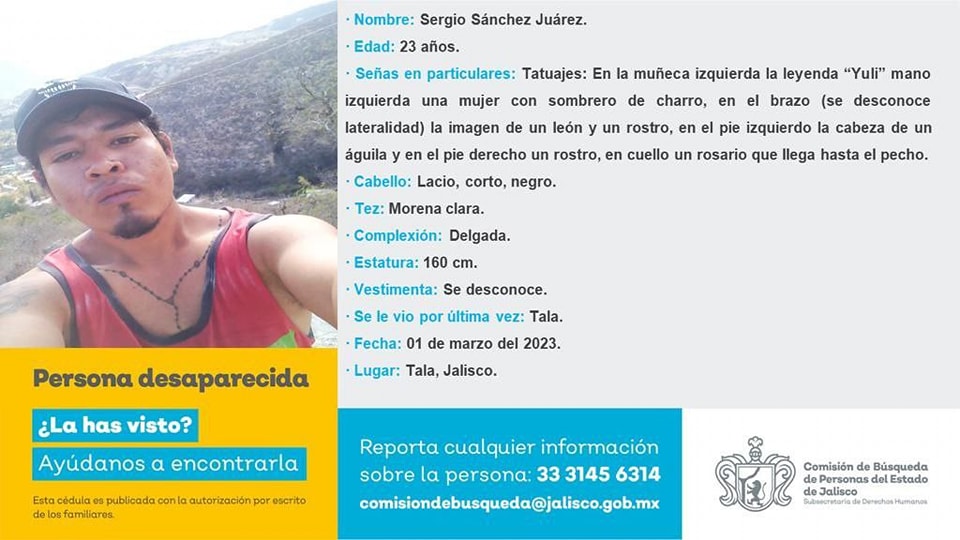 · Nombre: Sergio Sánchez Juárez.
· Edad: 23 años.
· Señas en particulares: Tatuajes: En la muñeca izquierda la leyenda “Yuli” mano
izquierda una mujer con sombrero de charro, en el brazo (se desconoce
lateralidad) la imagen de un león y un rostro, en el pie izquierdo la cabeza de un
águila y en el pie derecho un rostro, en cuello un rosario que llega hasta el pecho.
· Cabello: Lacio, corto, negro.
· Tez: Morena clara.
· Complexión: Delgada.
· Estatura: 160 cm.
· Vestimenta: Se desconoce.
· Se le vio por última vez: Tala.
· Fecha: 01 de marzo del 2023.
· Lugar: Tala, Jalisco.
Persona desaparecida
¿La has visto?
Ayúdanos a encontrarla
Esta cédula es publicada con la autorización por escrito
de los familiares.
Reporta cualquier información
sobre la persona: 33 3145 6314
comisiondebusqueda@jalisco.gob.mx
Comisión de Búsqueda
de Personas del Estado
de Jalisco
Subsecretaría de Derechos Humanos